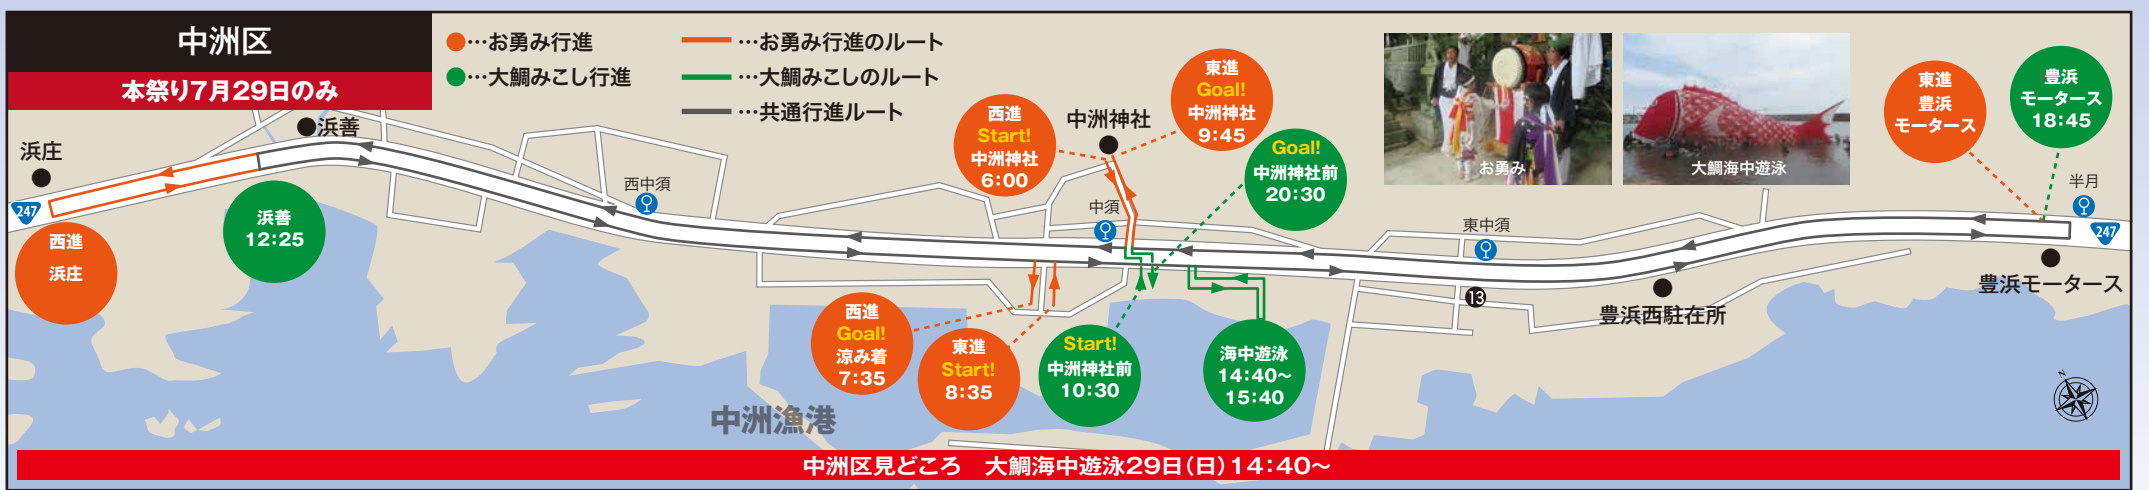 中洲区
本祭り7月29日のみ
●…お勇み行進
●…大鯛みこし行進
…お勇み行進のルート
…大鯛みこしのルート
…共通行進ルート
浜庄
247
西進
浜庄
浜善
浜善
12:25
西中須
西進
Start!
中洲神社
6:00
中洲神社
東進
Goal!
中洲神社
9:45
Goal!
中洲神社前
20:30
中須
西進
Goal!
涼み着
7:35
東進
Start!
8:35
Start!
中洲神社前
10:30
海中遊泳
14:40～
15:40
中洲漁港
お勇み
大鯛海中遊泳
東中須
13
豊浜西駐在所
東進
豊浜
モータース
豊浜
モータース
18:45
半月
247
豊浜モータース
N
中洲区見どころ　大鯛海中遊泳29日(日)14:40～